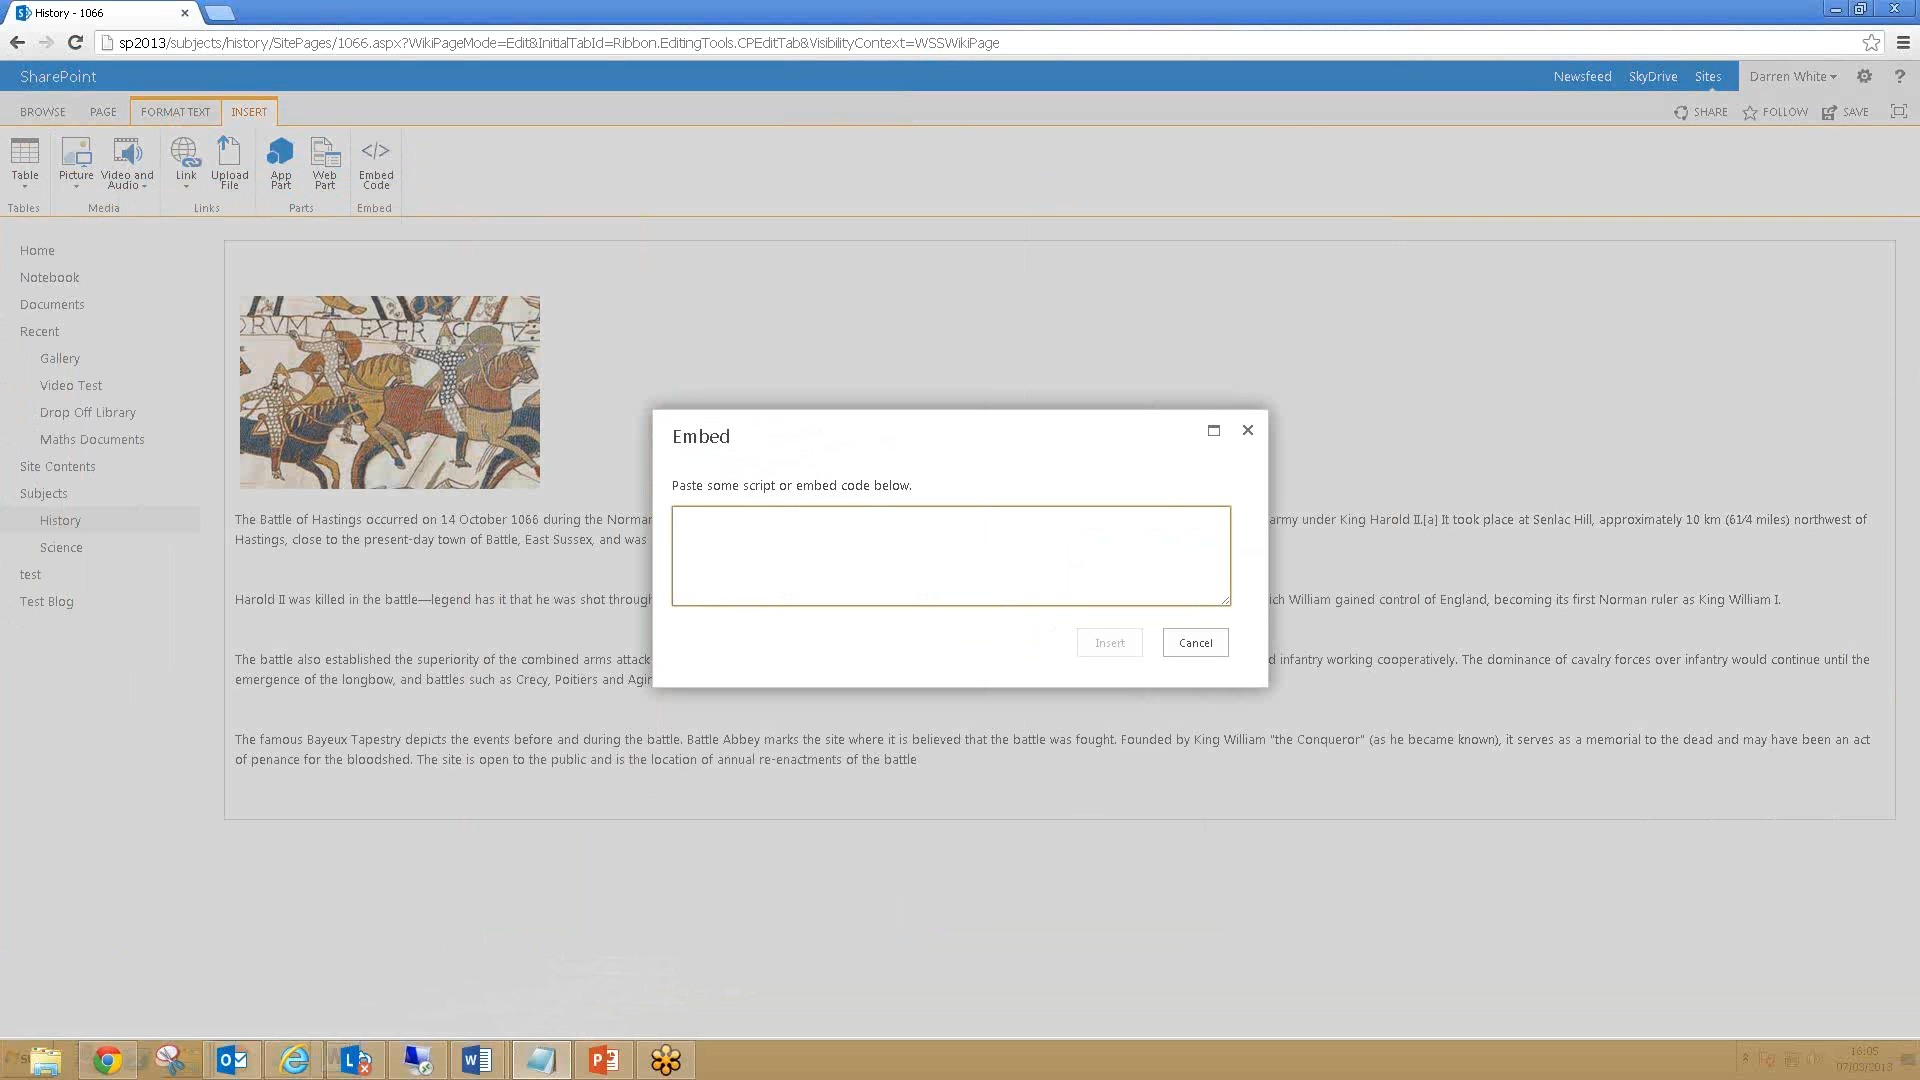 History - 1066
sp2013/subjects/history/SitePages/1066.aspx?WikiPageMode=Edit&InitialTabId=Ribbon.EditingTools.CPEditTab&VisibilityContext=WSSWikiPage
SharePoint
Newsfeed SkyDrive Sites Darren White ?
BROWSE PAGE FORMAT TEXT INSERT
SHARE FOLLOW SAVE
Table Picture Video and Audio Link Upload File App Part Web Part Embed Code
Tables Media Links Parts Embed
Home
Notebook
Documents
Recent
Gallery
Video Test
Drop Off Library
Maths Documents
Site Contents
Subjects
History
Science
test
Test Blog
ORVM EXER
Embed
Paste some script or embed code below.
Insert Cancel
The Battle of Hastings occurred on 14 October 1066 during the Norman army under King Harold II.[a] It took place at Senlac Hill, approximately 10 km (61⁄4 miles) northwest of
Hastings, close to the present-day town of Battle, East Sussex, and was
Harold II was killed in the battle—legend has it that he was shot through which William gained control of England, becoming its first Norman ruler as King William I.
The battle also established the superiority of the combined arms attack infantry working cooperatively. The dominance of cavalry forces over infantry would continue until the
emergence of the longbow, and battles such as Crecy, Poitiers and
The famous Bayeux Tapestry depicts the events before and during the battle. Battle Abbey marks the site where it is believed that the battle was fought. Founded by King William "the Conqueror" (as he became known), it serves as a memorial to the dead and may have been an act
of penance for the bloodshed. The site is open to the public and is the location of annual re-enactments of the battle
16:05
07/03/2013